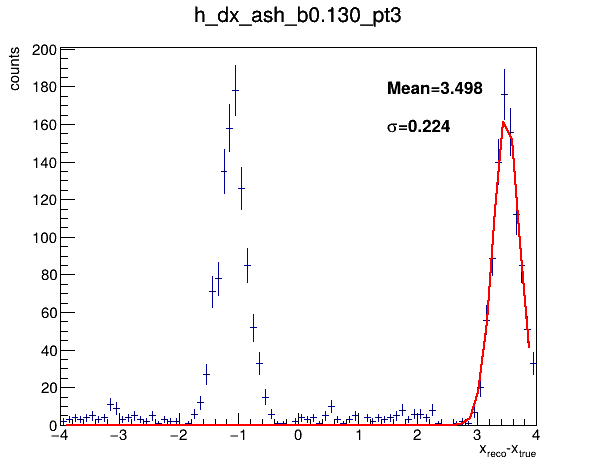 h_dx_ash_b0.130_pt3
counts
200
180
160
140
120
100
80
60
40
20
0
Mean=3.498
σ=0.224
−4 −3 −2 −1 0 1 2 3 4
x_reco-x_true